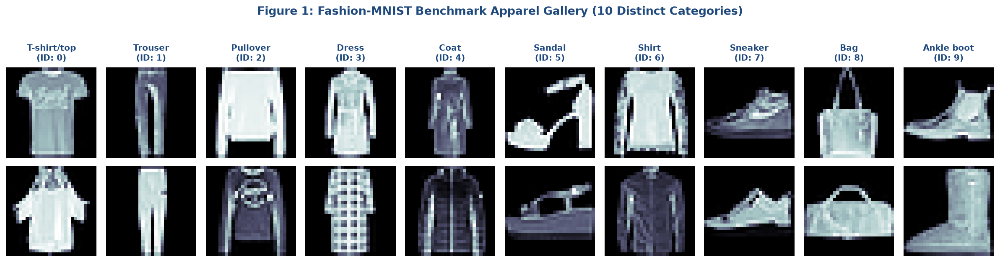 Figure 1: Fashion-MNIST Benchmark Apparel Gallery (10 Distinct Categories)
T-shirt/top
(ID: 0)
Trouser
(ID: 1)
Pullover
(ID: 2)
Dress
(ID: 3)
Coat
(ID: 4)
Sandal
(ID: 5)
Shirt
(ID: 6)
Sneaker
(ID: 7)
Bag
(ID: 8)
Ankle boot
(ID: 9)